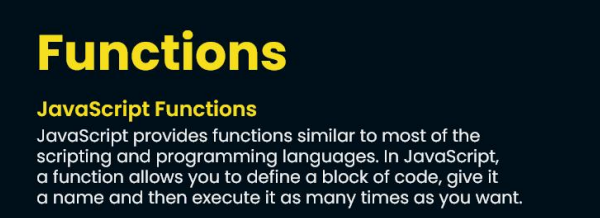 Functions
JavaScript Functions
JavaScript provides functions similar to most of the
scripting and programming languages. In JavaScript,
a function allows you to define a block of code, give it
a name and then execute it as many times as you want.